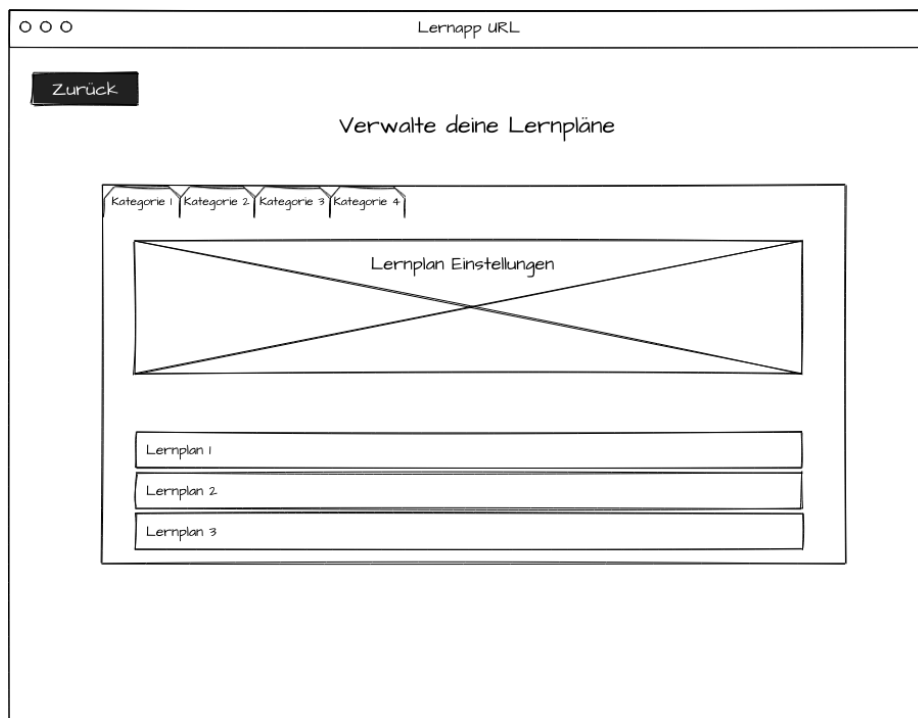 Lernapp URL
Zurück
Verwalte deine Lernpläne
Kategorie 1 Kategorie 2 Kategorie 3 Kategorie 4
Lernplan Einstellungen
Lernplan 1
Lernplan 2
Lernplan 3